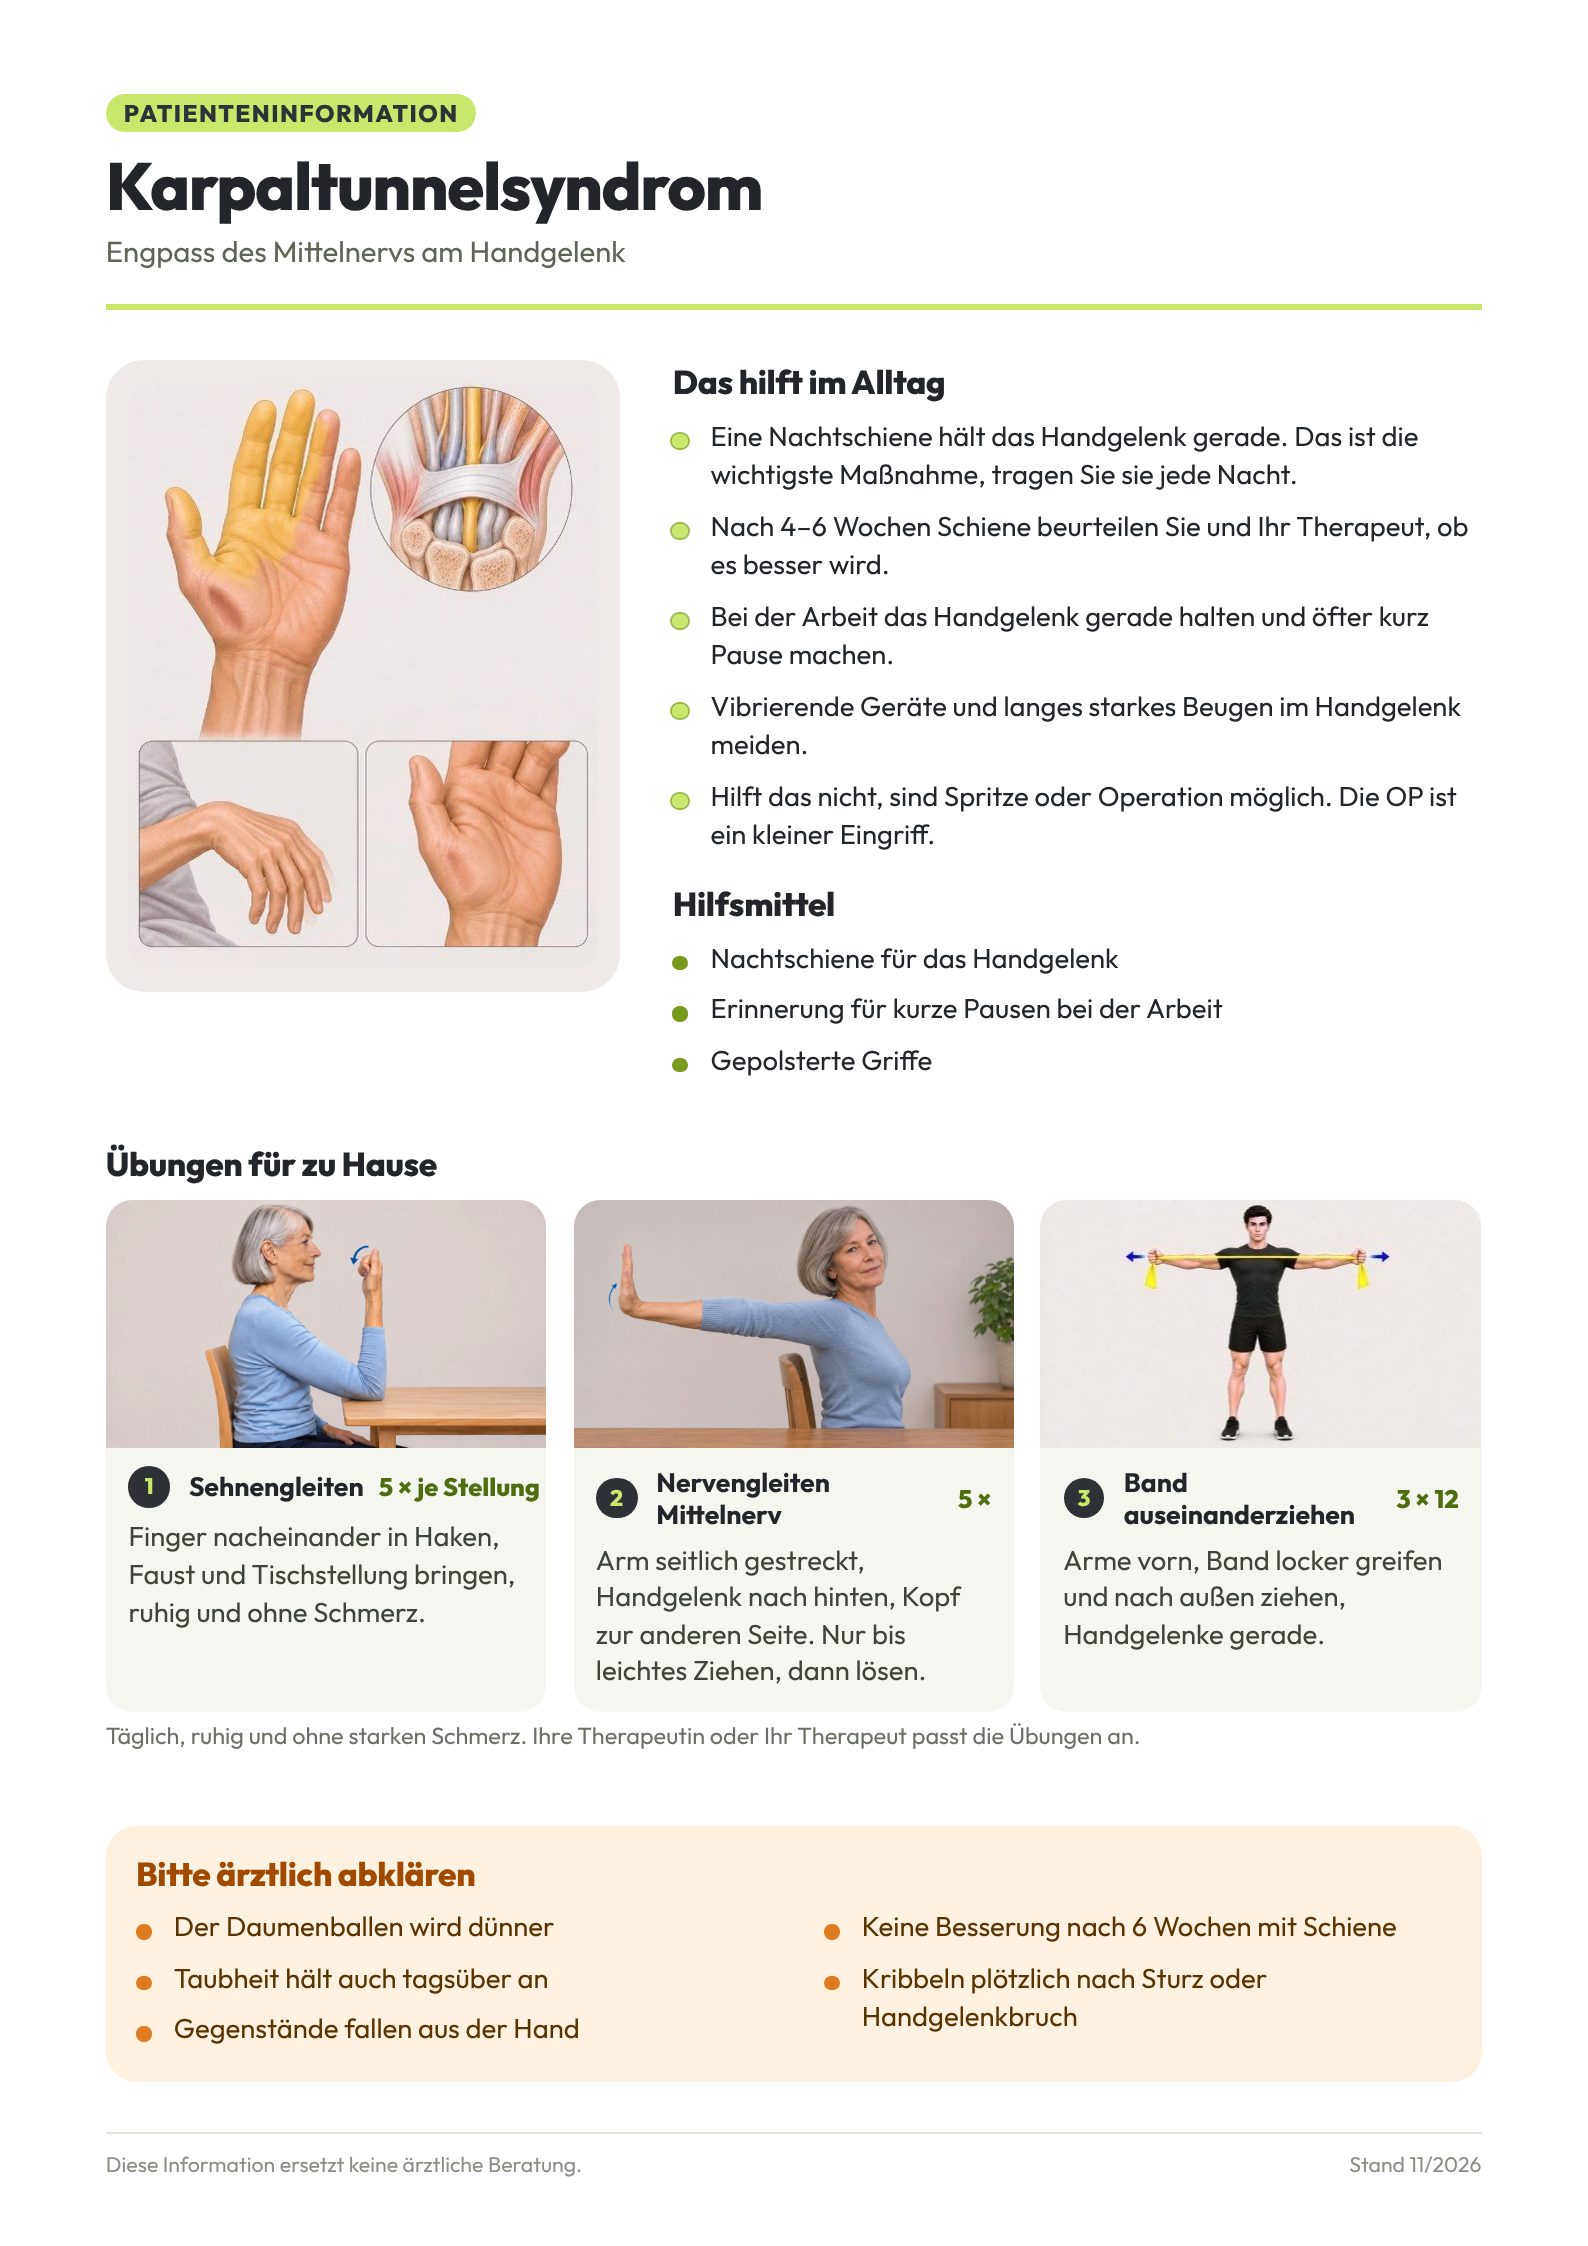 PATIENTENINFORMATION
Karpaltunnelsyndrom
Engpass des Mittelnervs am Handgelenk
Das hilft im Alltag
Eine Nachtschiene hält das Handgelenk gerade. Das ist die
wichtigste Maßnahme, tragen Sie sie jede Nacht.
Nach 4–6 Wochen Schiene beurteilen Sie und Ihr Therapeut, ob
es besser wird.
Bei der Arbeit das Handgelenk gerade halten und öfter kurz
Pause machen.
Vibrierende Geräte und langes starkes Beugen im Handgelenk
meiden.
Hilft das nicht, sind Spritze oder Operation möglich. Die OP ist
ein kleiner Eingriff.
Hilfsmittel
Nachtschiene für das Handgelenk
Erinnerung für kurze Pausen bei der Arbeit
Gepolsterte Griffe
Übungen für zu Hause
1 Sehnengleiten 5 × je Stellung
Finger nacheinander in Haken,
Faust und Tischstellung bringen,
ruhig und ohne Schmerz.
2 Nervengleiten
Mittelnerv 5 ×
Arm seitlich gestreckt,
Handgelenk nach hinten, Kopf
zur anderen Seite. Nur bis
leichtes Ziehen, dann lösen.
3 Band
auseinanderziehen 3 × 12
Arme vorn, Band locker greifen
und nach außen ziehen,
Handgelenke gerade.
Täglich, ruhig und ohne starken Schmerz. Ihre Therapeutin oder Ihr Therapeut passt die Übungen an.
Bitte ärztlich abklären
Der Daumenballen wird dünner
Taubheit hält auch tagsüber an
Gegenstände fallen aus der Hand
Keine Besserung nach 6 Wochen mit Schiene
Kribbeln plötzlich nach Sturz oder
Handgelenkbruch
Diese Information ersetzt keine ärztliche Beratung.
Stand 11/2026